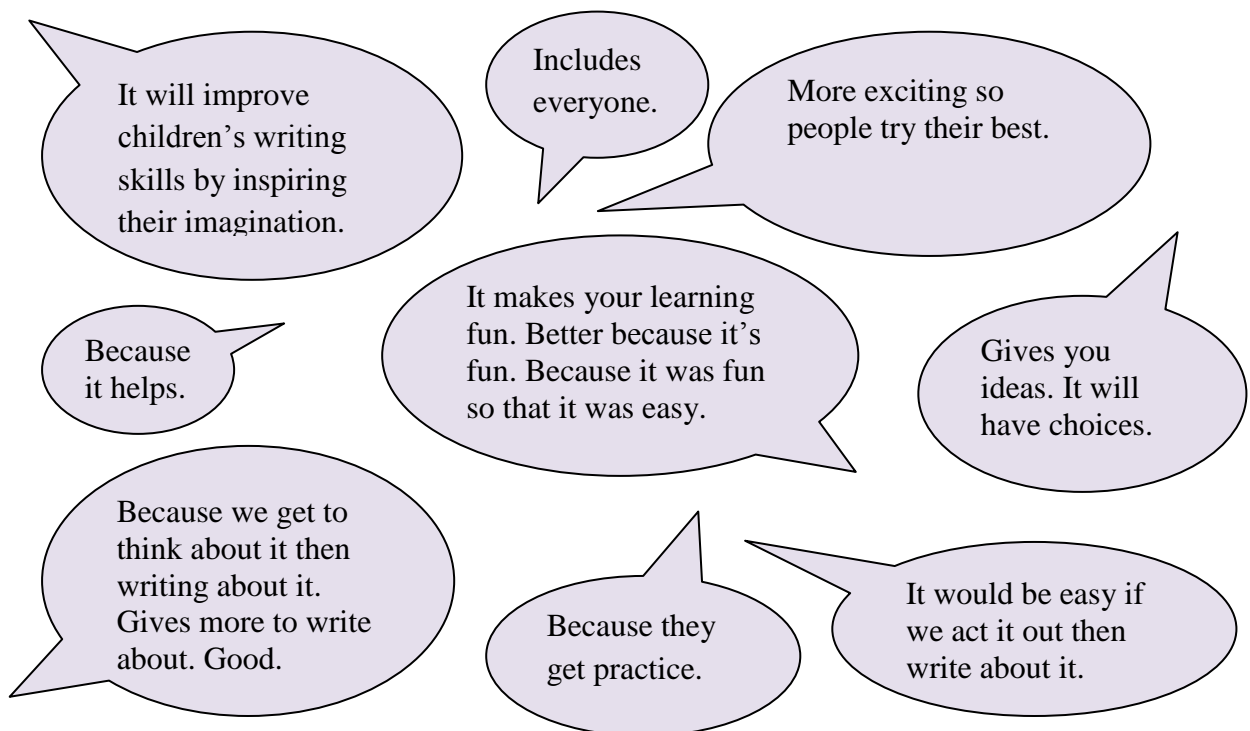 It will improve
children’s writing
skills by inspiring
their imagination.
Includes
everyone.
More exciting so
people try their best.
Because
it helps.
It makes your learning
fun. Better because it’s
fun. Because it was fun
so that it was easy.
Gives you
ideas. It will
have choices.
Because we get to
think about it then
writing about it.
Gives more to write
about. Good.
Because they
get practice.
It would be easy if
we act it out then
write about it.